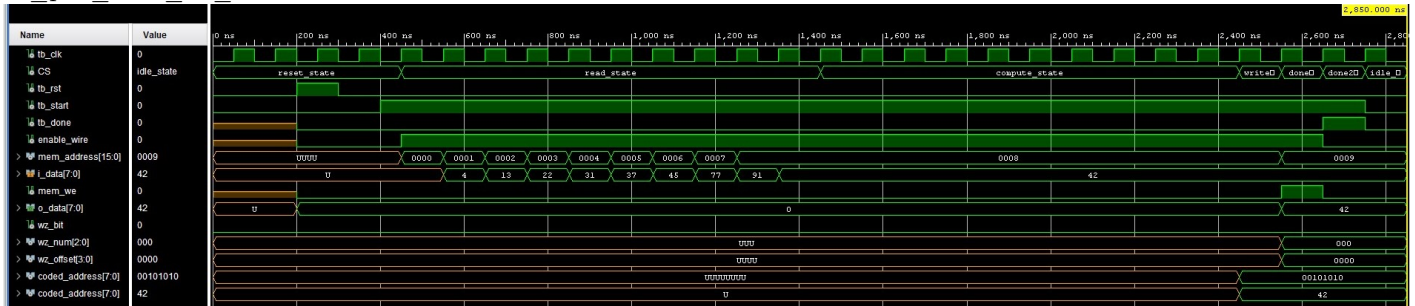 2,850.000 ns
Name Value 0 ns 200 ns 400 ns 600 ns 800 ns 1,000 ns 1,200 ns 1,400 ns 1,600 ns 1,800 ns 2,000 ns 2,200 ns 2,400 ns 2,600 ns 2,80
tb_clk 0
CS idle_state reset_state read_state compute_state write done done2 idle_
tb_rst 0
tb_start 0
tb_done 0
enable_wire 0
mem_address[15:0] 0009 UUUU 0000 0001 0002 0003 0004 0005 0006 0007 0008 0009
i_data[7:0] 42 U 4 13 22 31 37 45 77 91 42
mem_we 0
o_data[7:0] 42 U 0 42
wz_bit 0
wz_num[2:0] 000 UUU 000
wz_offset[3:0] 0000 UUUU 0000
coded_address[7:0] 00101010 UUUUUUUU 00101010
coded_address[7:0] 42 U 42